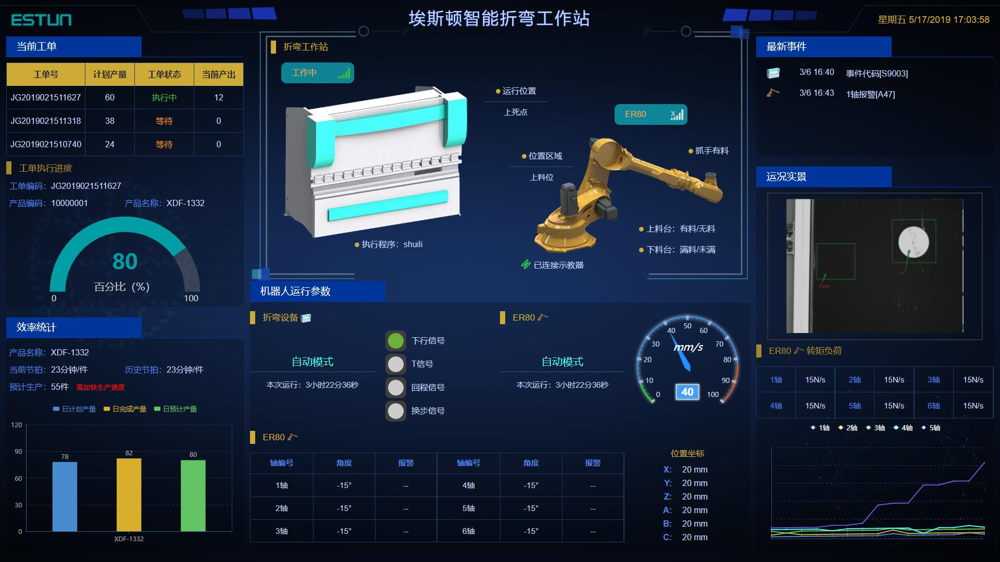 ESTUN
埃斯顿智能折弯工作站
星期五 5/17/2019 17:03:58
当前工单
工单号 计划产量 工单状态 当前产出
JG2019021511627 60 执行中 12
JG2019021511318 38 等待 0
JG2019021510740 24 等待 0
工单执行进度
工单编码：JG2019021511627
产品编码：10000001 产品名称：XDF-1332
80
百分比（%）
0 100
效率统计
产品名称：XDF-1332
当前节拍：23分钟/件 历史节拍：23分钟/件
预计生产：55件 需加快生产速度
日计划产量 日完成产量 日预计产量
120
90
60
30
0
78 82 80
XDF-1332
折弯工作站
工作中
运行位置
上死点
ER80
X
位置区域
上料位
抓手有料
上料台：有料/无料
下料台：满料/未满
执行程序：shuili
已连接示教器
机器人运行参数
折弯设备
自动模式
本次运行：3小时22分36秒
下行信号
T信号
回程信号
换步信号
ER80
自动模式
本次运行：3小时22分36秒
0 10 20 30 40 50 60 70 80 90 100
mm/s
40
ER80
轴编号 角度 报警 轴编号 角度 报警
1轴 -15° -- 4轴 -15° --
2轴 -15° -- 5轴 -15° --
3轴 -15° -- 6轴 -15° --
位置坐标
X: 20 mm
Y: 20 mm
Z: 20 mm
A: 20 mm
B: 20 mm
C: 20 mm
最新事件
3/6 16:40 事件代码[S9003]
3/6 16:43 1轴报警[A47]
运况实景
ESTUN
ER80 转矩负荷
1轴 15N/s 2轴 15N/s 3轴 15N/s
4轴 15N/s 5轴 15N/s 6轴 15N/s
1轴 2轴 3轴 4轴 5轴